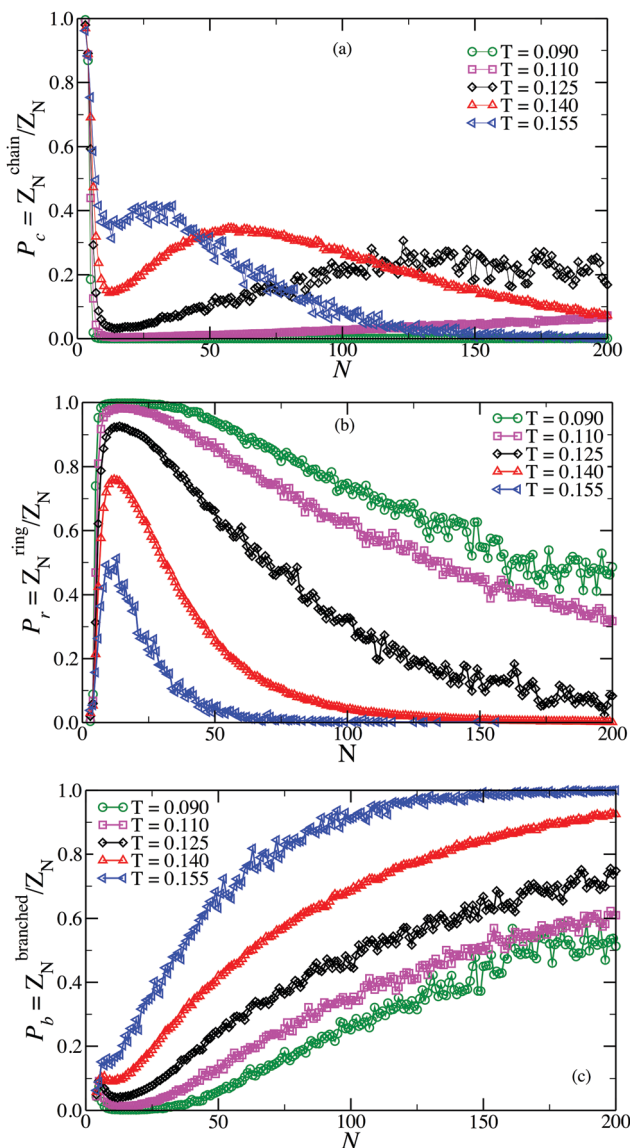 (a)
T = 0.090
T = 0.110
T = 0.125
T = 0.140
T = 0.155
P_c = Z_N^chain/Z_N
1.0
0.8
0.6
0.4
0.2
0.0
0 50 100 150 200
N
(b)
T = 0.090
T = 0.110
T = 0.125
T = 0.140
T = 0.155
P_r = Z_N^ring/Z_N
1.0
0.8
0.6
0.4
0.2
0.0
0 50 100 150 200
N
T = 0.090
T = 0.110
T = 0.125
T = 0.140
T = 0.155
P_b = Z_N^branched/Z_N
1.0
0.8
0.6
0.4
0.2
0.0
(c)
0 50 100 150 200
N